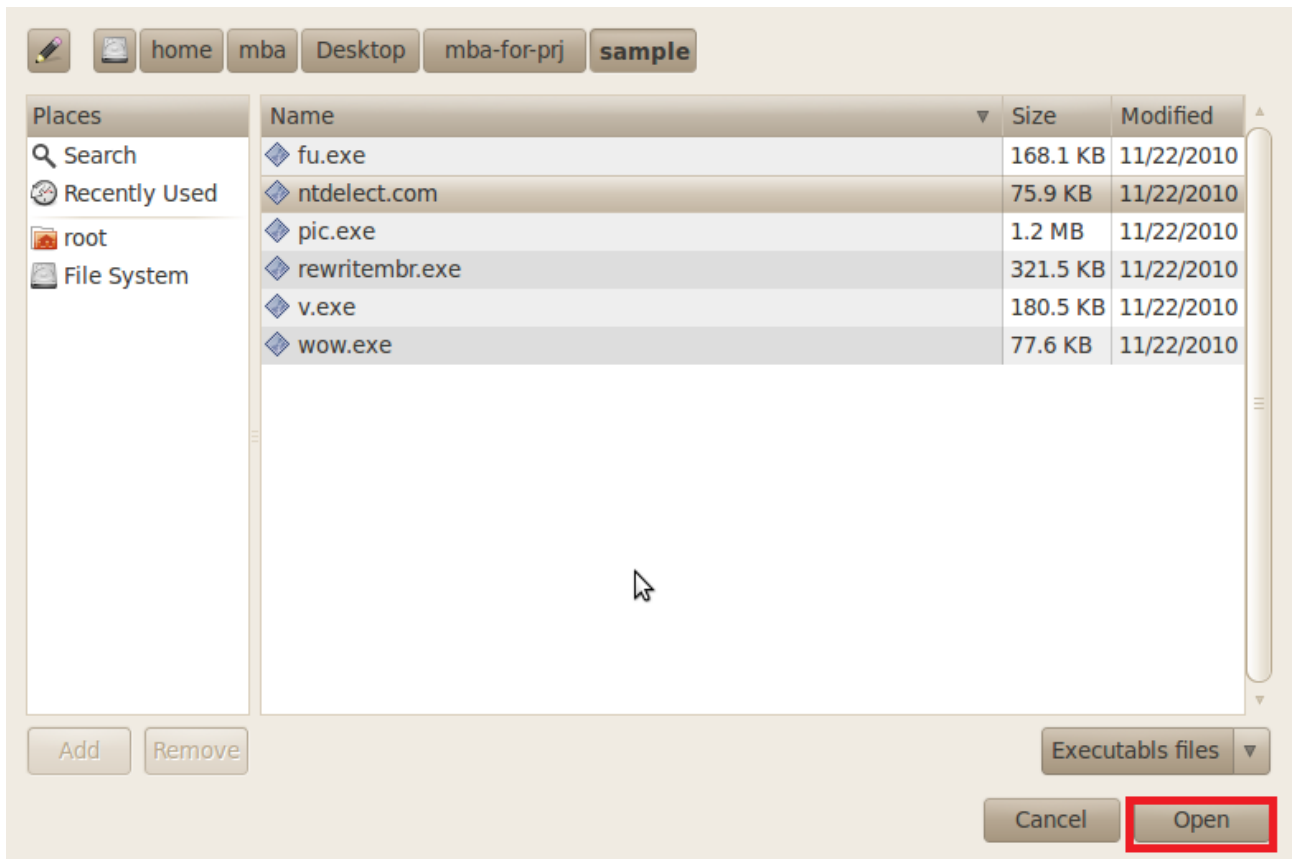 home mba Desktop mba-for-prj sample
Places
Search
Recently Used
root
File System
Name Size Modified
fu.exe 168.1 KB 11/22/2010
ntdelect.com 75.9 KB 11/22/2010
pic.exe 1.2 MB 11/22/2010
rewritembr.exe 321.5 KB 11/22/2010
v.exe 180.5 KB 11/22/2010
wow.exe 77.6 KB 11/22/2010
Add Remove
Executabls files
Cancel Open